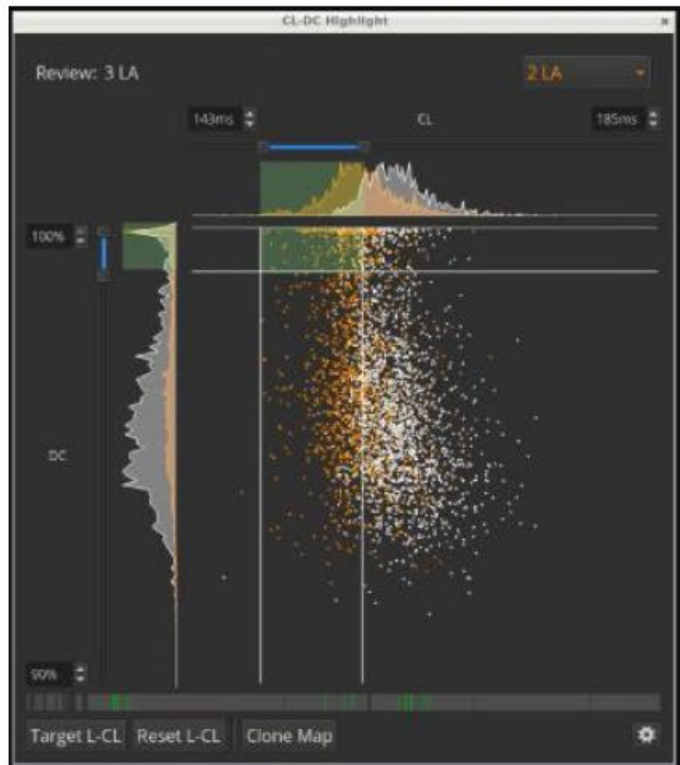 CL-DC Highlight
Review: 3 LA
2 LA
143ms
CL
185ms
100%
DC
90%
Target L-CL
Reset L-CL
Clone Map